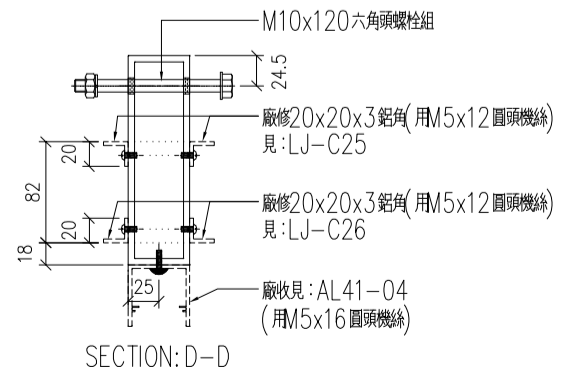 M10x120六角頭螺栓組
24.5
廠修20x20x3鋁角(用M5x12圓頭機絲)
見:LJ-C25
20
82
廠修20x20x3鋁角(用M5x12圓頭機絲)
見:LJ-C26
20
18
25
廠收見:AL41-04
(用M5x16圓頭機絲)
SECTION:D-D